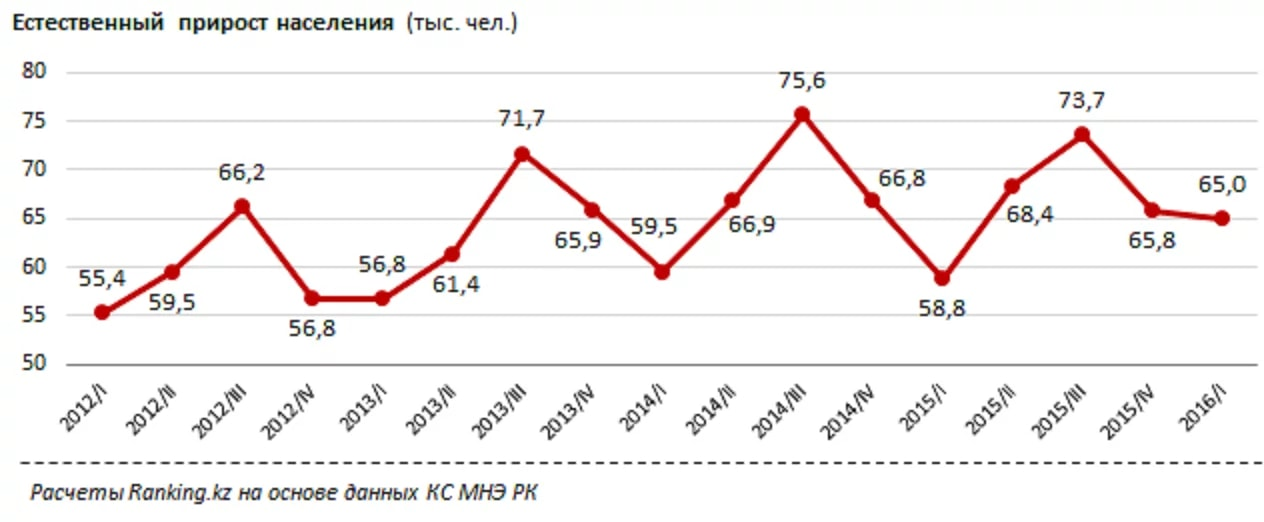 Естественный прирост населения (тыс. чел.)
80
75
70
65
60
55
50
55,4
59,5
66,2
56,8
56,8
61,4
71,7
65,9
59,5
66,9
75,6
66,8
58,8
68,4
73,7
65,8
65,0
2012/I
2012/II
2012/III
2012/IV
2013/I
2013/II
2013/III
2013/IV
2014/I
2014/II
2014/III
2014/IV
2015/I
2015/II
2015/III
2015/IV
2016/I
Расчеты Ranking.kz на основе данных КС МНЭ РК